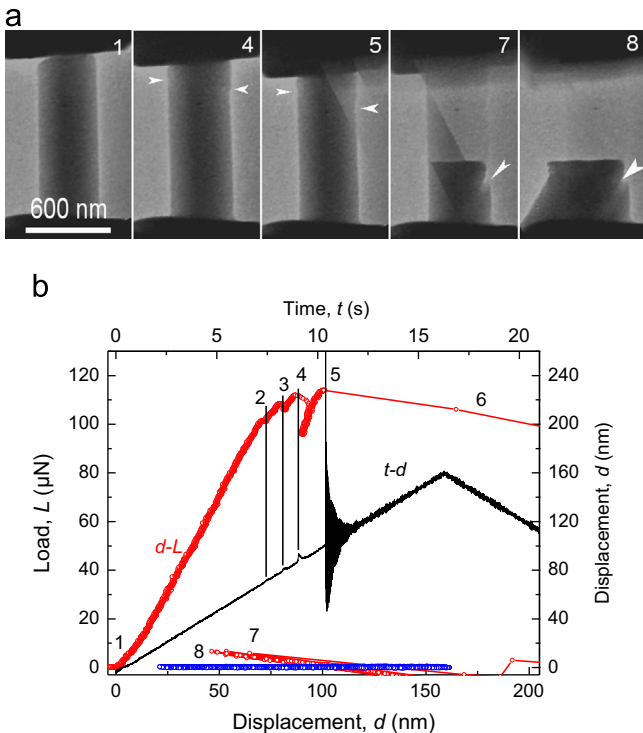 a
1 4 5 7 8
600 nm
b
Time, t (s)
0 5 10 15 20
120 240
100 200
80 160
60 120
40 80
20 40
0 0
Load, L (µN)
Displacement, d (nm)
2 3 4 5 6
d-L
t-d
1
8 7
0 50 100 150 200
Displacement, d (nm)